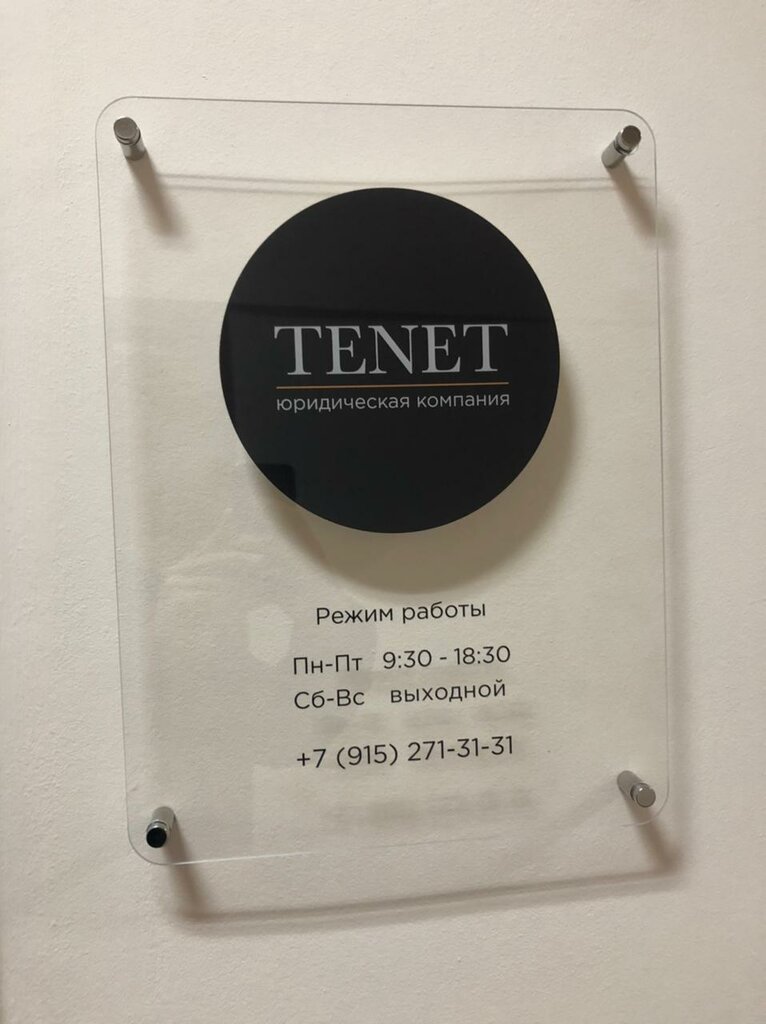 TENET
юридическая компания
Режим работы
Пн-Пт 9:30 - 18:30
Сб-Вс выходной
+7 (915) 271-31-31